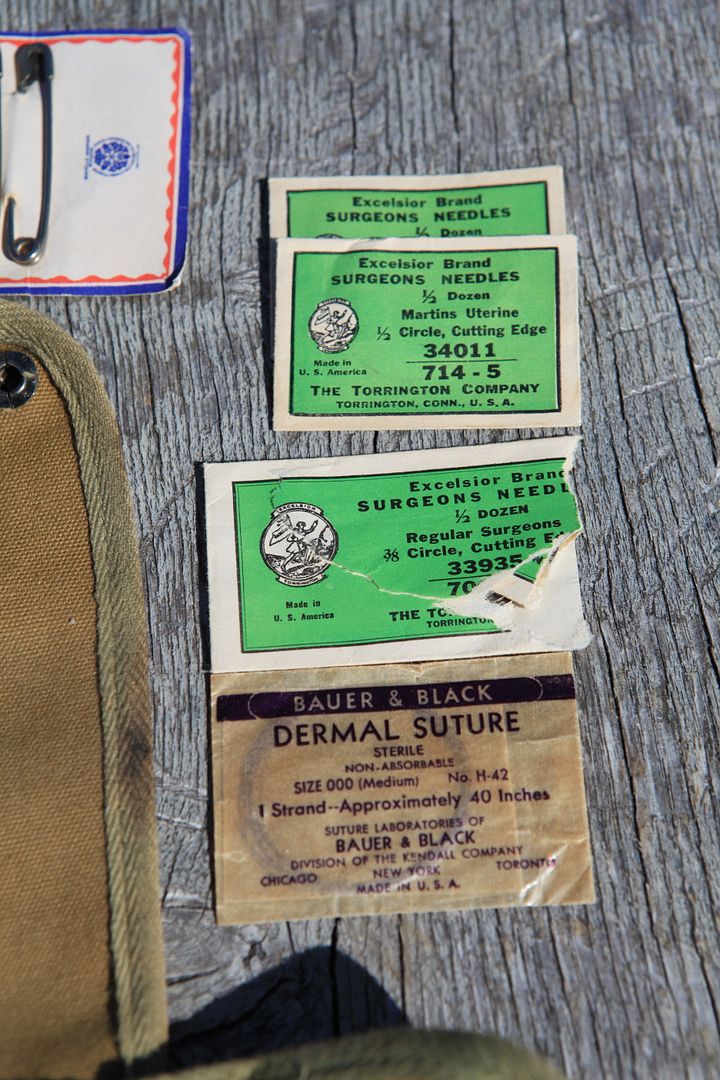 Excelsior Brand
SURGEONS NEEDLES
½ Dozen
Excelsior Brand
SURGEONS NEEDLES
½ Dozen
Martins Uterine
½ Circle, Cutting Edge
34011
714 - 5
Made in
U. S. America
THE TORRINGTON COMPANY
TORRINGTON, CONN., U. S. A.
Excelsior Brand
SURGEONS NEEDL
½ DOZEN
Regular Surgeons
⅜ Circle, Cutting E
33935
70
EXCELSIOR
Made in
U. S. America
THE TO
TORRINGTON
BAUER & BLACK
DERMAL SUTURE
STERILE
NON-ABSORBABLE
SIZE 000 (Medium) No. H-42
1 Strand--Approximately 40 Inches
SUTURE LABORATORIES OF
BAUER & BLACK
DIVISION OF THE KENDALL COMPANY
CHICAGO NEW YORK TORONTO
MADE IN U. S. A.